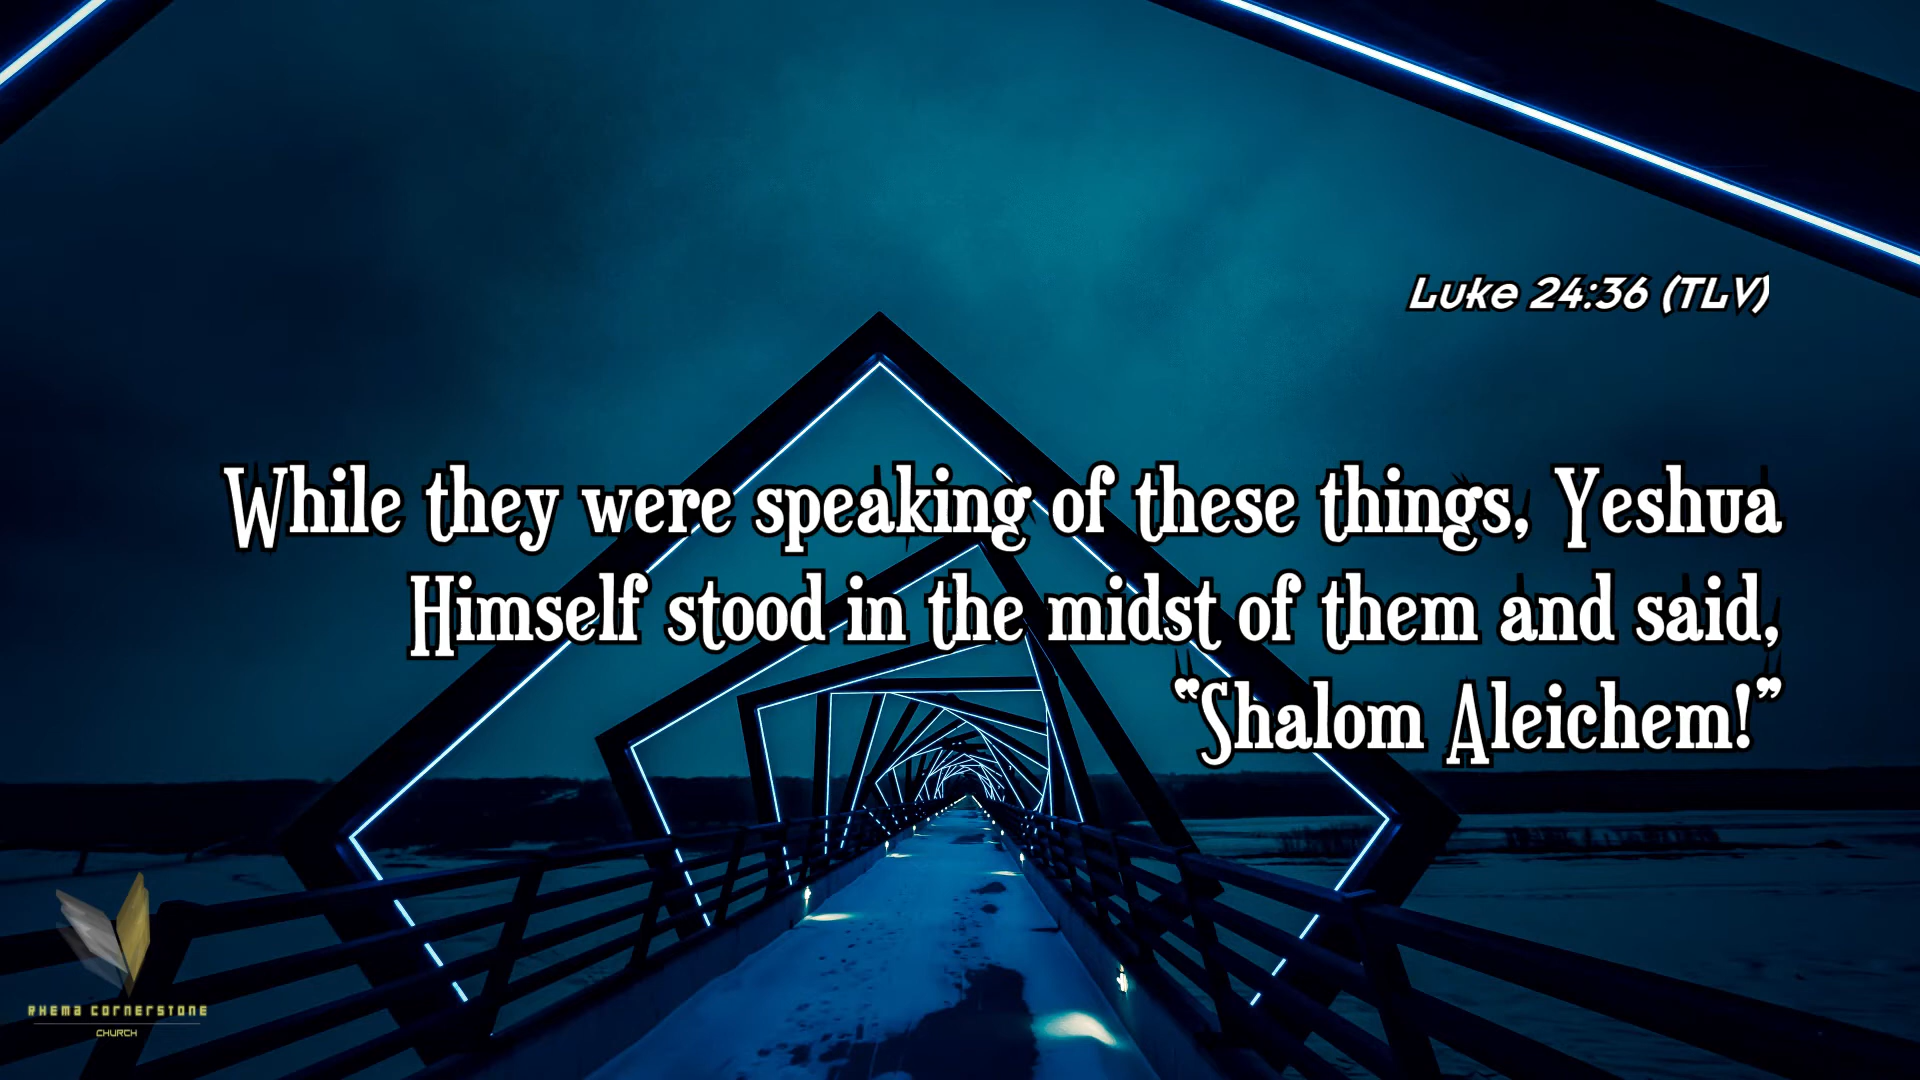 Luke 24:36 (TLV)
While they were speaking of these things, Yeshua
Himself stood in the midst of them and said,
“Shalom Aleichem!”
RHEMA CORNERSTONE
CHURCH